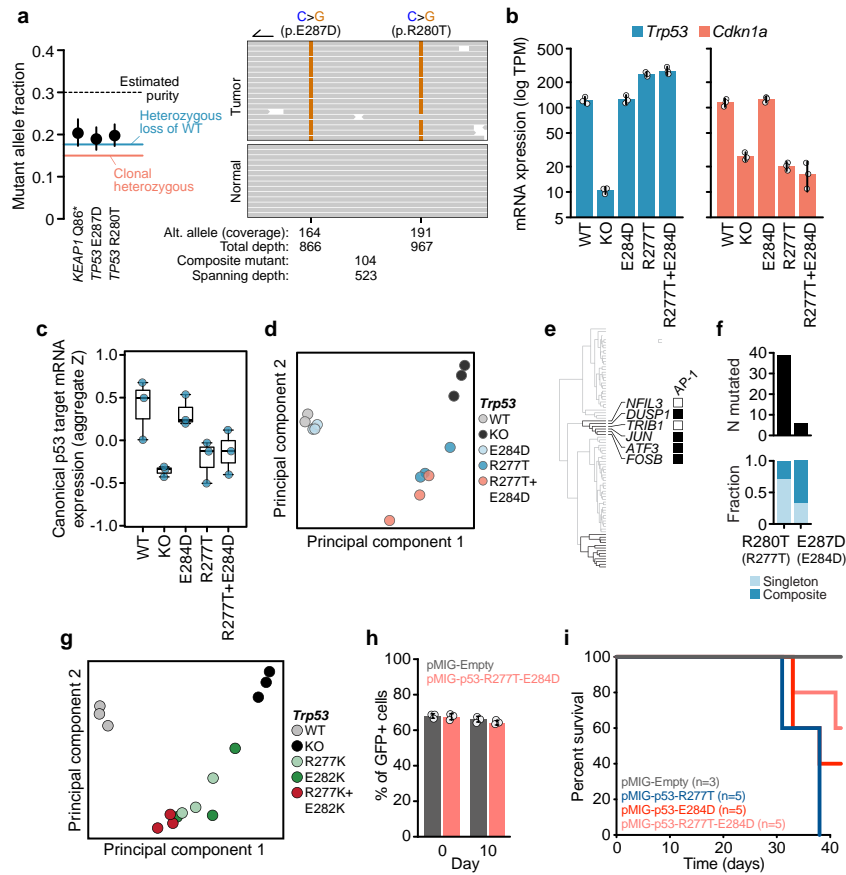 a
Mutant allele fraction
0.4
0.3
0.2
0.1
0
Estimated
purity
Heterozygous
loss of WT
Clonal
heterozygous
KEAP1 Q86*
TP53 E287D
TP53 R280T
C>G
(p.E287D)
C>G
(p.R280T)
Tumor
Normal
Alt. allele (coverage): 164 191
Total depth: 866 967
Composite mutant: 104
Spanning depth: 523
b
Trp53 Cdkn1a
mRNA xpression (log TPM)
500
100
20
10
5
WT
KO
E284D
R277T
R277T+E284D
WT
KO
E284D
R277T
R277T+E284D
c
Canonical p53 target mRNA
expression (aggregate Z)
1.0
0.5
0.0
-0.5
-1.0
WT
KO
E284D
R277T
R277T+E284D
d
Principal component 2
Principal component 1
Trp53
WT
KO
E284D
R277T
R277T+
E284D
e
AP-1
NFIL3
DUSP1
TRIB1
JUN
ATF3
FOSB
f
N mutated
40
30
20
10
0
Fraction
1.0
0.5
0
R280T
(R277T)
E287D
(E284D)
Singleton
Composite
g
Principal component 2
Principal component 1
Trp53
WT
KO
R277K
E282K
R277K+
E282K
h
% of GFP+ cells
100
80
60
40
20
0
pMIG-Empty
pMIG-p53-R277T-E284D
0 10
Day
i
Percent survival
100
80
60
40
20
0
pMIG-Empty (n=3)
pMIG-p53-R277T (n=5)
pMIG-p53-E284D (n=5)
pMIG-p53-R277T-E284D (n=5)
0 20 40
Time (days)